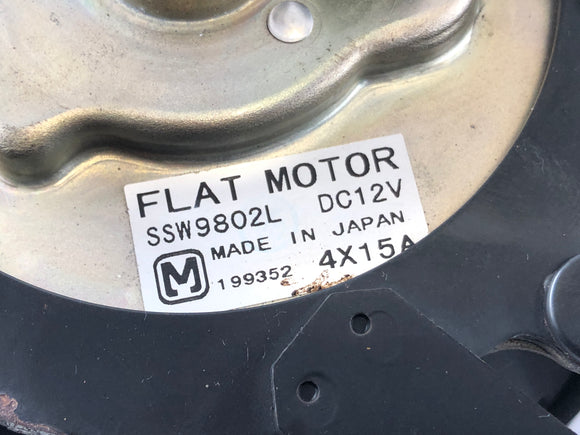 FLAT MOTOR
SSW9802L DC12V
M MADE IN JAPAN
199352 4X15A